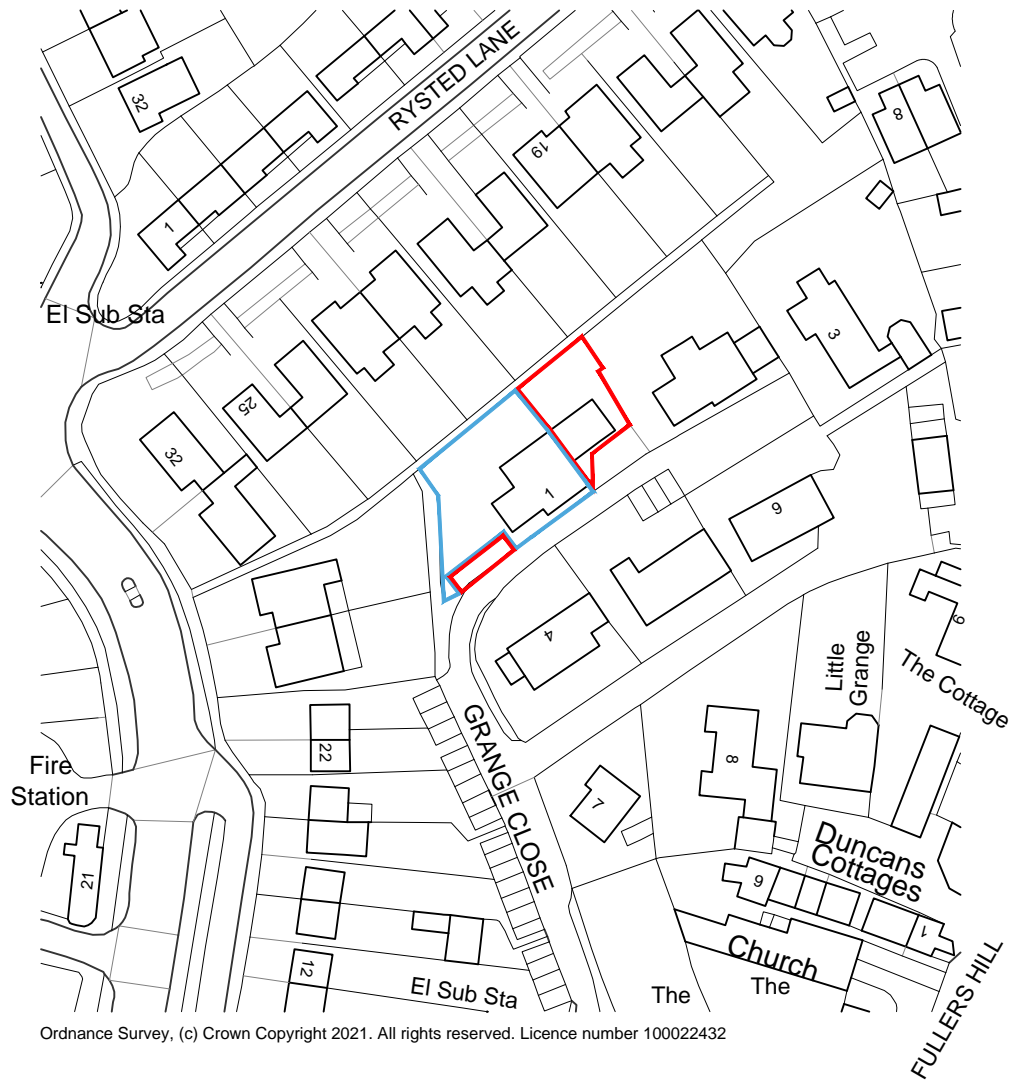 32
RYSTED LANE
8
19
1
El Sub Sta
3
25
32
1
9
4
9
Little
Grange
The Cottage
22
GRANGE CLOSE
8
Fire
Station
7
21
Duncans
Cottages
9
1
Church
12
El Sub Sta
The
The
FULLERS HILL
Ordnance Survey, (c) Crown Copyright 2021. All rights reserved. Licence number 100022432